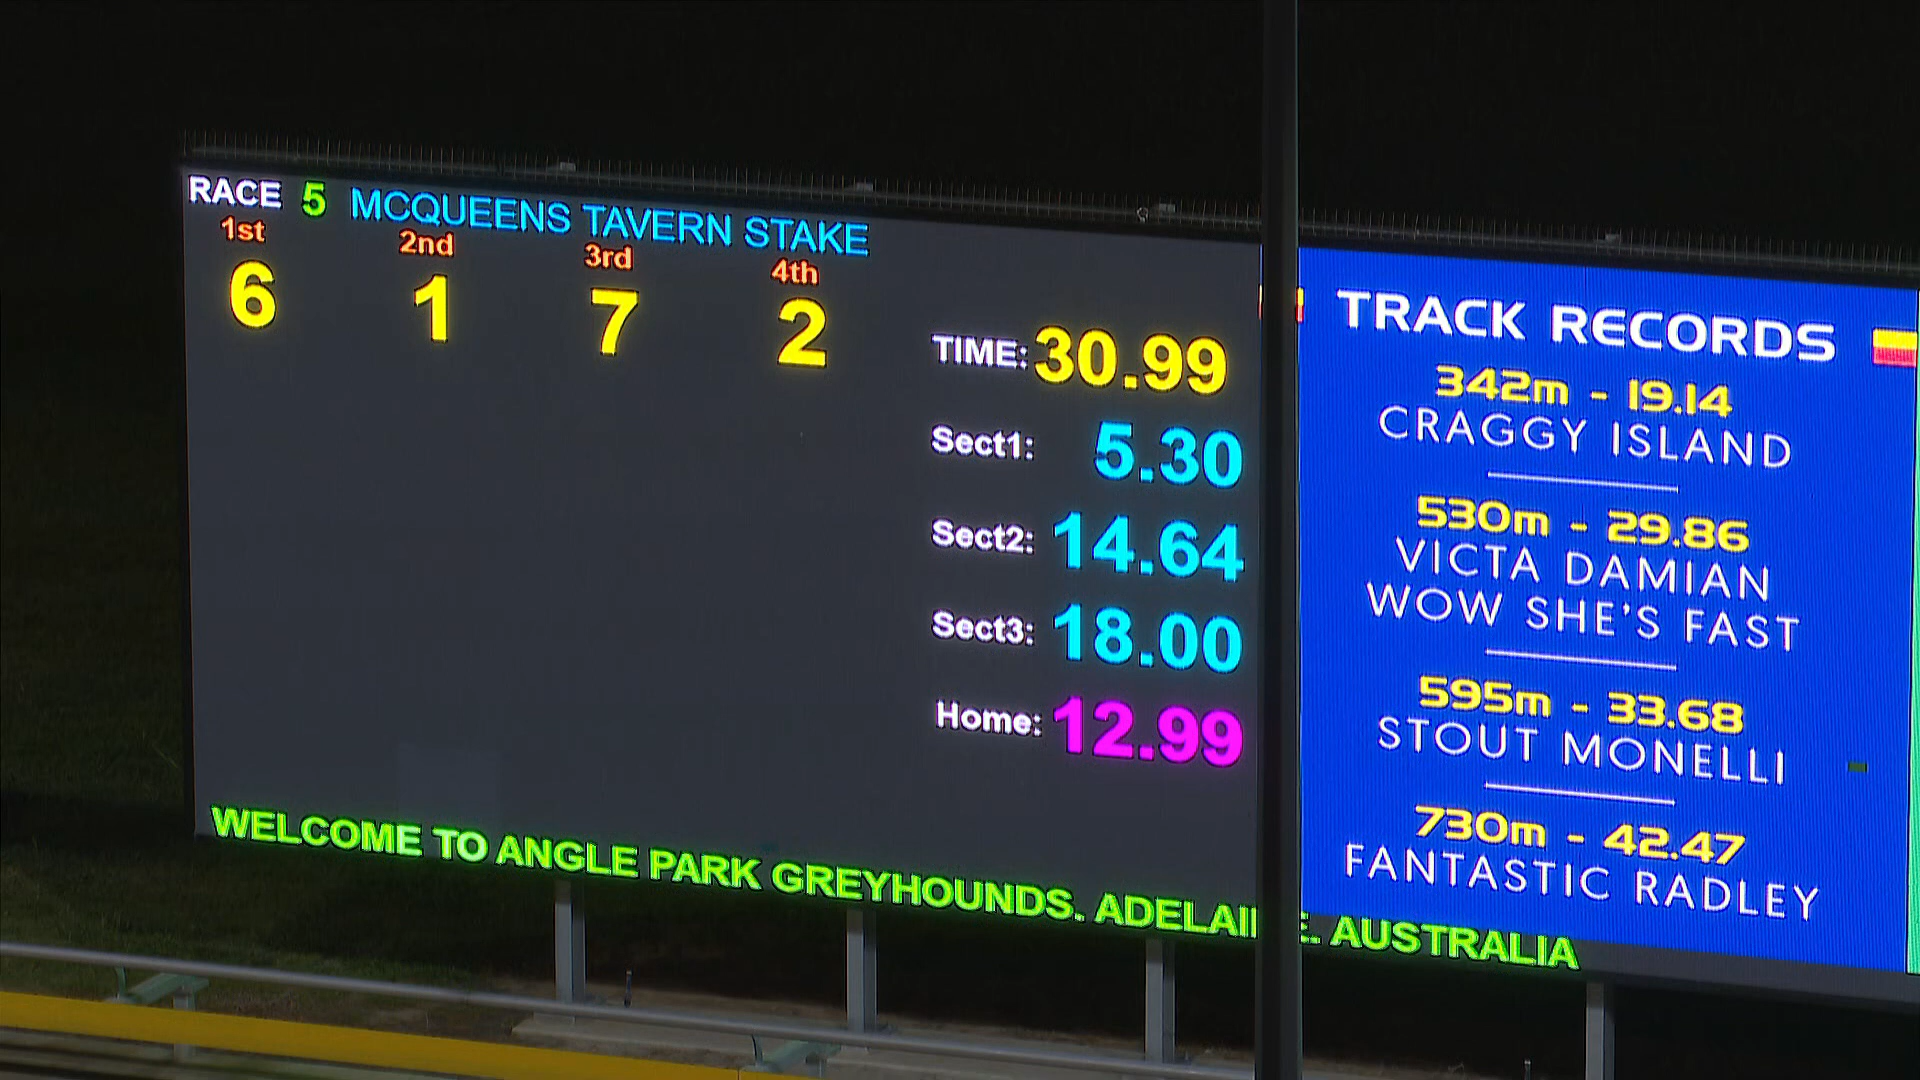 RACE 5 MCQUEENS TAVERN STAKE
1st 2nd 3rd 4th
6 1 7 2
TIME: 30.99
Sect1: 5.30
Sect2: 14.64
Sect3: 18.00
Home: 12.99
WELCOME TO ANGLE PARK GREYHOUNDS. ADELAIDE. AUSTRALIA
TRACK RECORDS
342m - 19.14
CRAGGY ISLAND
530m - 29.86
VICTA DAMIAN
WOW SHE'S FAST
595m - 33.68
STOUT MONELLI
730m - 42.47
FANTASTIC RADLEY